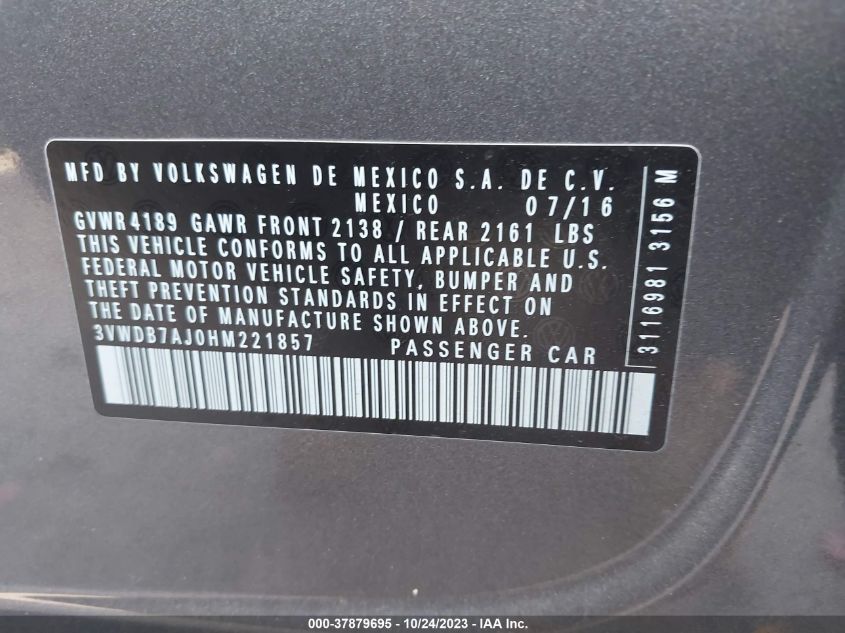 MFD BY VOLKSWAGEN DE MEXICO S.A. DE C.V.
MEXICO 07/16
GVWR4189 GAWR FRONT 2138 / REAR 2161 LBS
THIS VEHICLE CONFORMS TO ALL APPLICABLE U.S.
FEDERAL MOTOR VEHICLE SAFETY, BUMPER AND
THEFT PREVENTION STANDARDS IN EFFECT ON
THE DATE OF MANUFACTURE SHOWN ABOVE.
3VWDB7AJ0HM221857 PASSENGER CAR
3116981 3156 M
000-37879695 - 10/24/2023 - IAA Inc.